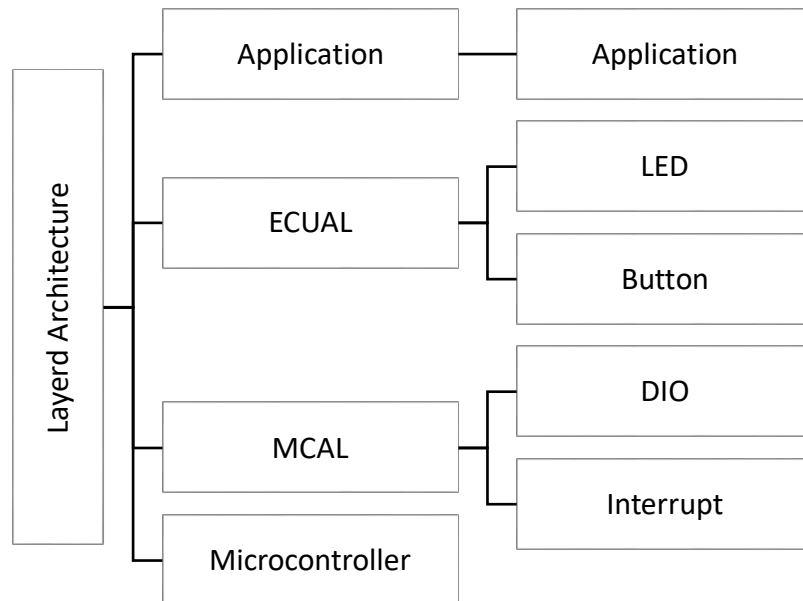 Layerd Architecture
Application
Application
ECUAL
LED
Button
MCAL
DIO
Interrupt
Microcontroller